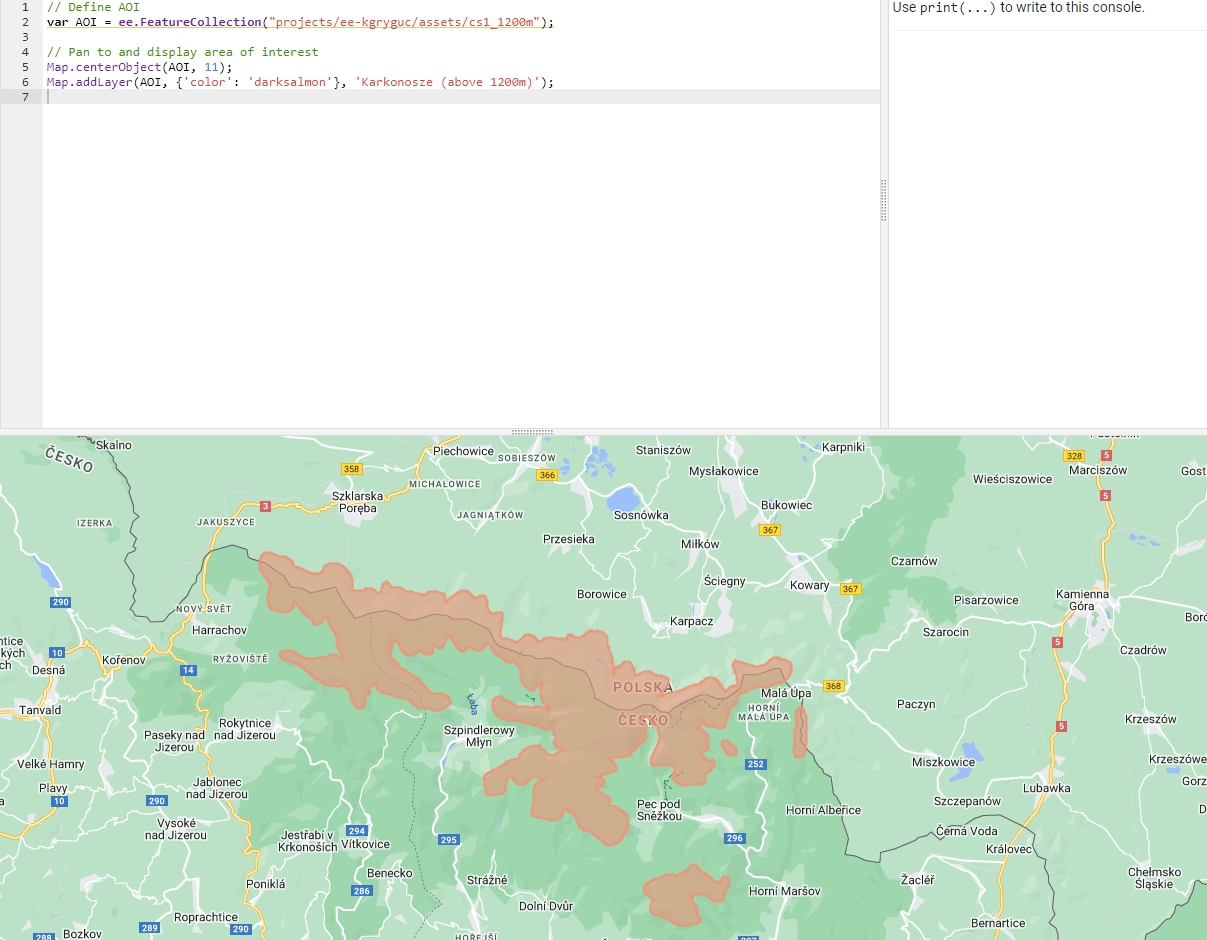 1 // Define AOI
2 var AOI = ee.FeatureCollection("projects/ee-kgryguc/assets/cs1_1200m");
3
4 // Pan to and display area of interest
5 Map.centerObject(AOI, 11);
6 Map.addLayer(AOI, {'color': 'darksalmon'}, 'Karkonosze (above 1200m)');
7
Use print(...) to write to this console.
Skalno
ČESKO
Piechowice
SOBIESZÓW
Staniszów
Karpniki
328
5
Marciszów
358
366
Mysłakowice
Wieściszowice
Gost
MICHAŁOWICE
Szklarska
Poręba
5
3
JAGNIĄTKÓW
Sosnówka
Bukowiec
IZERKA
JAKUSZYCE
367
Przesieka
Miłków
Czarnów
Ściegny
Kowary
367
Borowice
Kamienna
Góra
Pisarzowice
290
NOVÝ SVĚT
Karpacz
Boró
Harrachov
Szarocin
10
5
Czadrów
Kořenov
RÝŽOVIŠTĚ
Desná
14
POLSKA
368
Malá Úpa
Tanvald
Laba
HORNÍ
MALÁ ÚPA
Paczyn
ČESKO
Krzeszów
5
Rokytnice
nad Jizerou
Szpindlerowy
Młyn
Paseky nad
Jizerou
Velké Hamry
252
Miszkowice
Krzeszówe
Plavy
Jablonec
nad Jizerou
Lubawka
Gorz
10
290
Pec pod
Sněžkou
Szczepanów
Horní Albeřice
Vysoké
nad Jizerou
294
295
296
Černá Voda
Jestřabí v
Krkonoších
Vítkovice
Královec
Benecko
Chełmsko
Śląskie
Poniklá
286
Strážné
Horní Maršov
Žacléř
Dolní Dvůr
Roprachtice
289
290
Bernartice
Bozkov
288
HOŘEJŠÍ
297